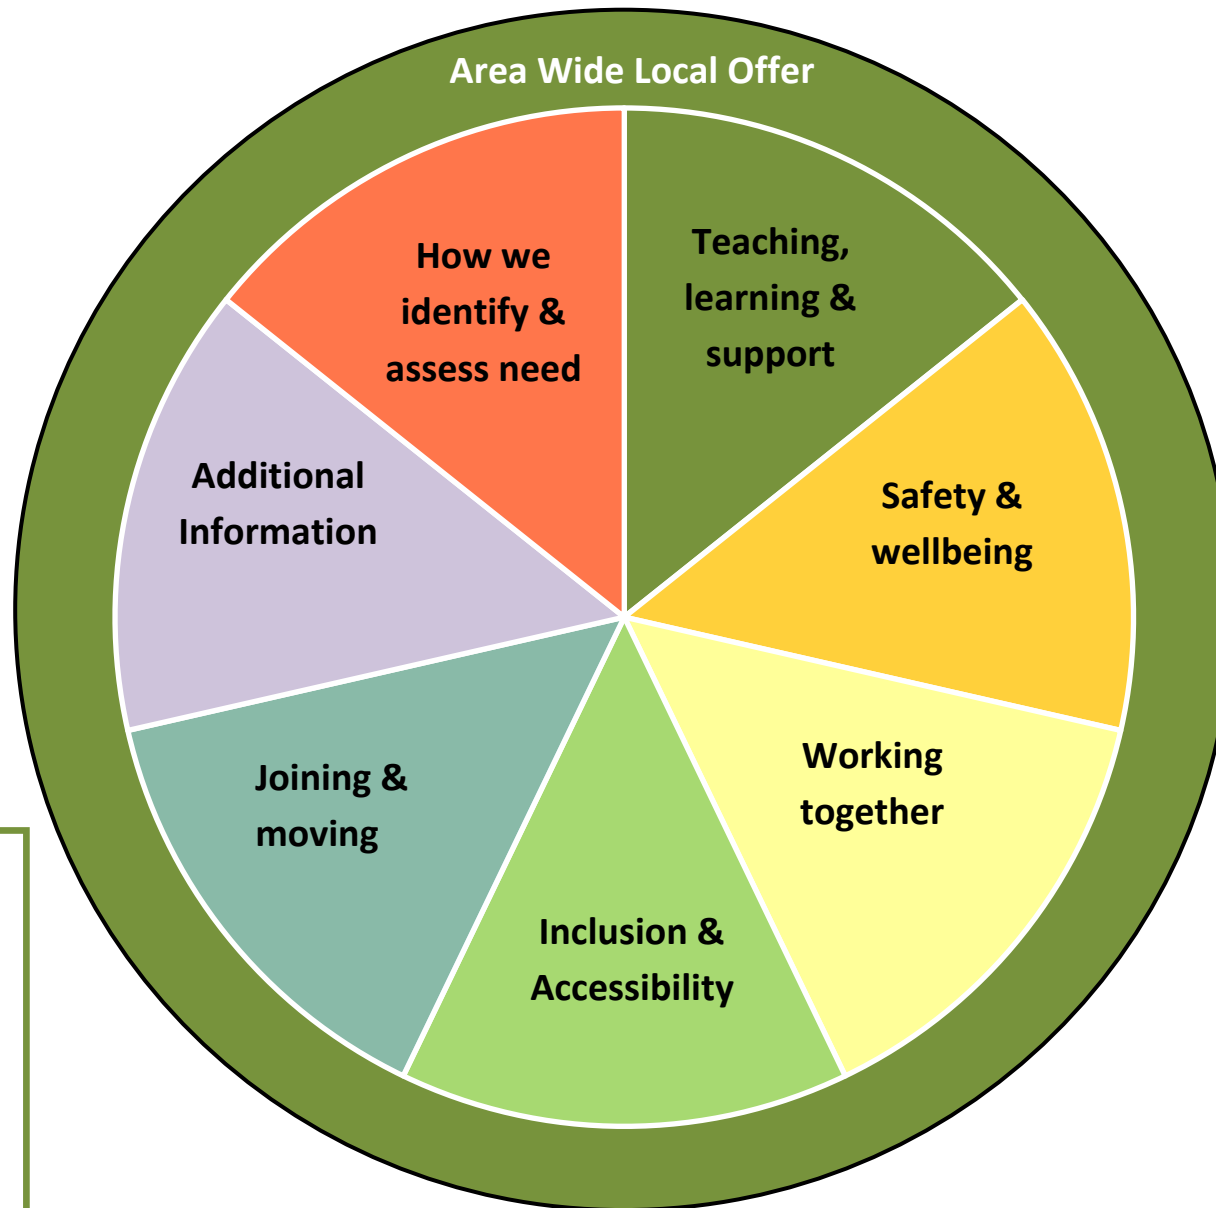 Area Wide Local Offer
How we
identify &
assess need
Teaching,
learning &
support
Safety &
wellbeing
Working
together
Inclusion &
Accessibility
Joining &
moving
Additional
Information